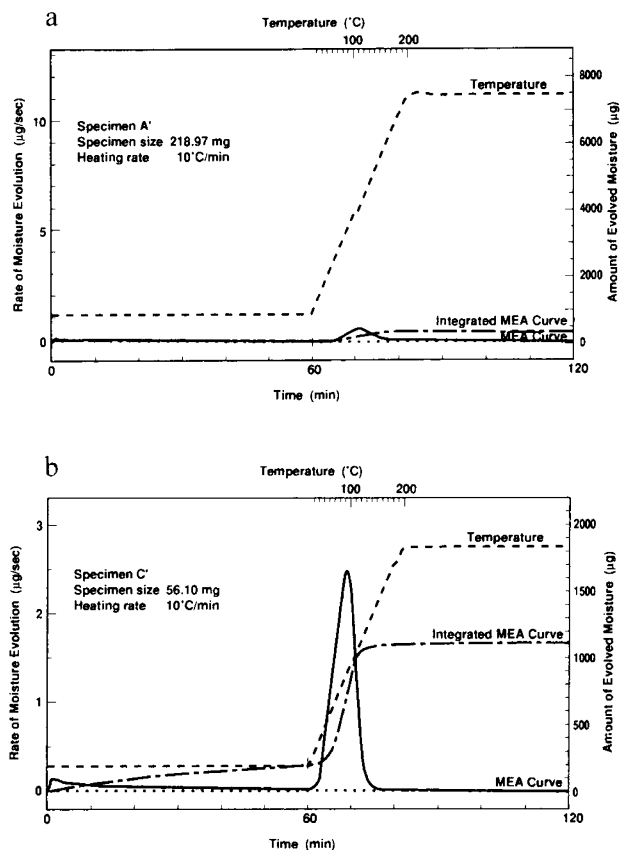 a
Temperature (˚C)
100 200
Rate of Moisture Evolution (µg/sec)
11
5
1
0
Specimen A'
Specimen size 218.97 mg
Heating rate 10˚C/min
Temperature
Integrated MEA Curve
MEA Curve
8000
6000
4000
2000
0
Amount of Evolved Moisture (µg)
0 60 120
Time (min)
b
Temperature (˚C)
100 200
Rate of Moisture Evolution (µg/sec)
3
2
1
0
Specimen C'
Specimen size 56.10 mg
Heating rate 10˚C/min
Temperature
Integrated MEA Curve
MEA Curve
2000
1500
1000
500
0
Amount of Evolved Moisture (µg)
0 60 120
Time (min)